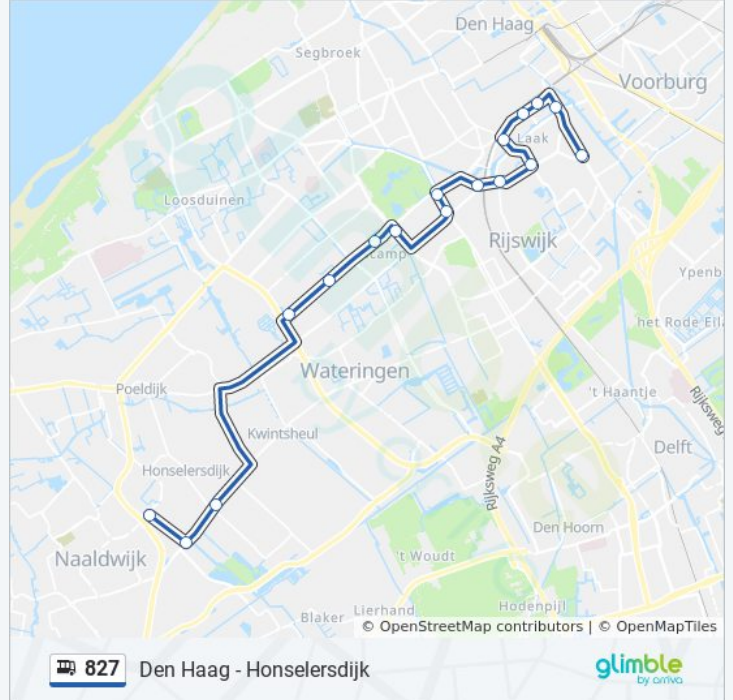 Den Haag
Segbroek
Voorburg
Laak
Loosduinen
Rijswijk
Ypenb
het Rode Ella
Wateringen
Poeldijk
't Haantje
Rijksweg
Kwintsheul
Delft
Honselersdijk
Rijksweg A4
Den Hoorn
Naaldwijk
't Woudt
Lierhand
Hodenpijl
Blaker
© OpenStreetMap contributors | © OpenMapTiles
827 Den Haag - Honselersdijk
glimble
by arriva